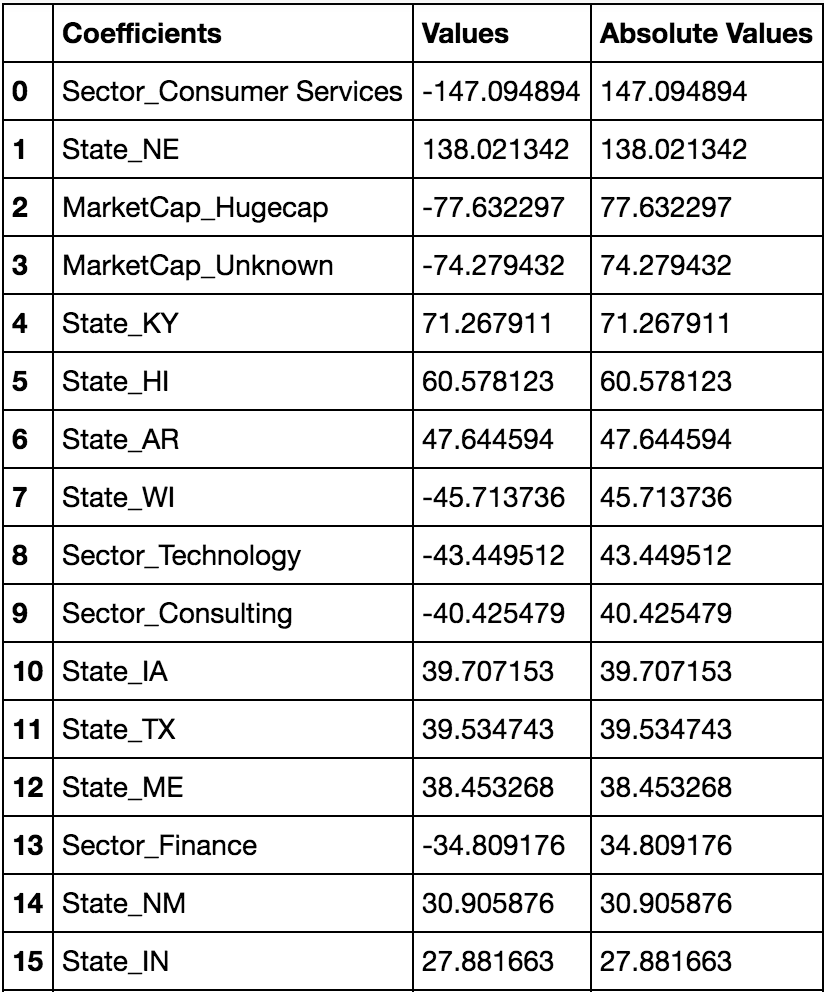 Coefficients Values Absolute Values
0 Sector_Consumer Services -147.094894 147.094894
1 State_NE 138.021342 138.021342
2 MarketCap_Hugecap -77.632297 77.632297
3 MarketCap_Unknown -74.279432 74.279432
4 State_KY 71.267911 71.267911
5 State_HI 60.578123 60.578123
6 State_AR 47.644594 47.644594
7 State_WI -45.713736 45.713736
8 Sector_Technology -43.449512 43.449512
9 Sector_Consulting -40.425479 40.425479
10 State_IA 39.707153 39.707153
11 State_TX 39.534743 39.534743
12 State_ME 38.453268 38.453268
13 Sector_Finance -34.809176 34.809176
14 State_NM 30.905876 30.905876
15 State_IN 27.881663 27.881663